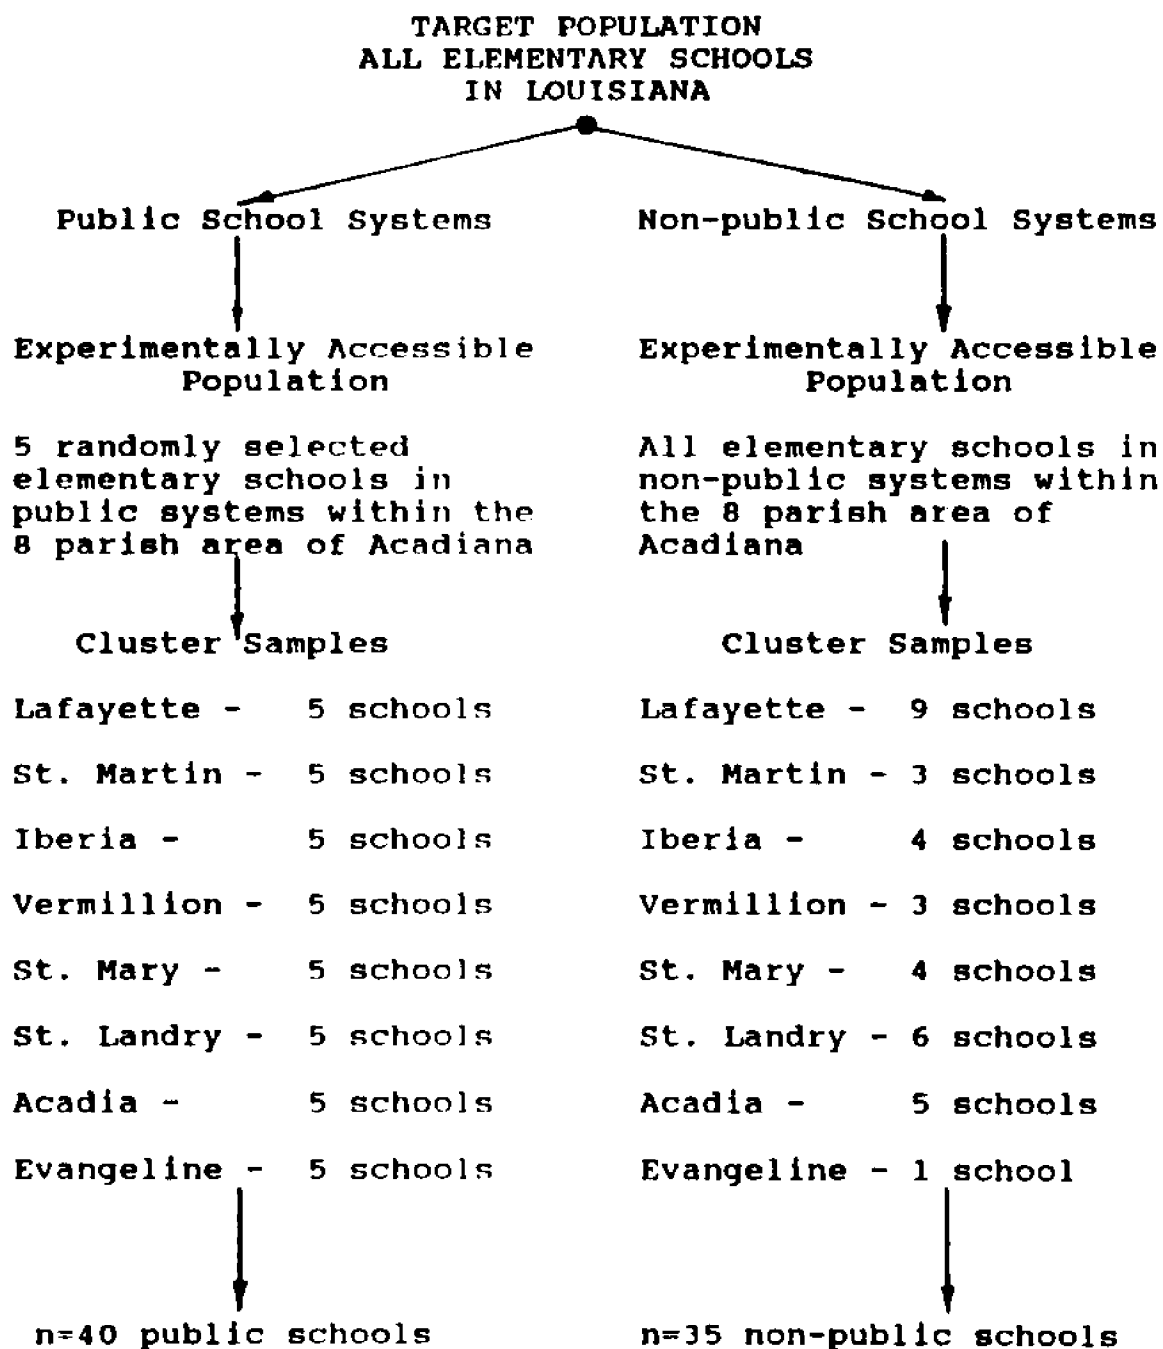 TARGET POPULATION
ALL ELEMENTARY SCHOOLS
IN LOUISIANA
Public School Systems
Experimentally Accessible
Population
5 randomly selected
elementary schools in
public systems within the
8 parish area of Acadiana
Cluster Samples
Lafayette - 5 schools
St. Martin - 5 schools
Iberia - 5 schools
Vermillion - 5 schools
St. Mary - 5 schools
St. Landry - 5 schools
Acadia - 5 schools
Evangeline - 5 schools
n=40 public schools
Non-public School Systems
Experimentally Accessible
Population
All elementary schools in
non-public systems within
the 8 parish area of
Acadiana
Cluster Samples
Lafayette - 9 schools
St. Martin - 3 schools
Iberia - 4 schools
Vermillion - 3 schools
St. Mary - 4 schools
St. Landry - 6 schools
Acadia - 5 schools
Evangeline - 1 school
n=35 non-public schools